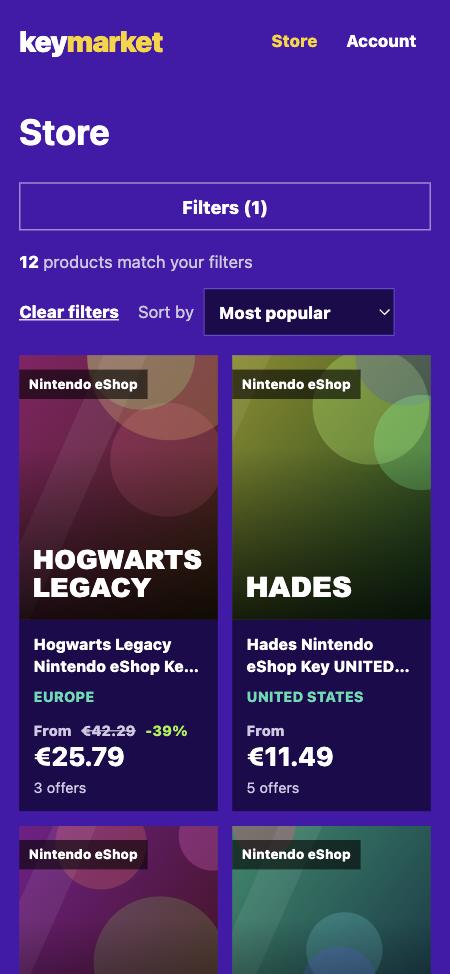 keymarket
Store
Account
Store
Filters (1)
12 products match your filters
Clear filters
Sort by
Most popular
Nintendo eShop
HOGWARTS
LEGACY
Hogwarts Legacy
Nintendo eShop Ke...
EUROPE
From €42.29 -39%
€25.79
3 offers
Nintendo eShop
HADES
Hades Nintendo
eShop Key UNITED...
UNITED STATES
From
€11.49
5 offers
Nintendo eShop
Nintendo eShop